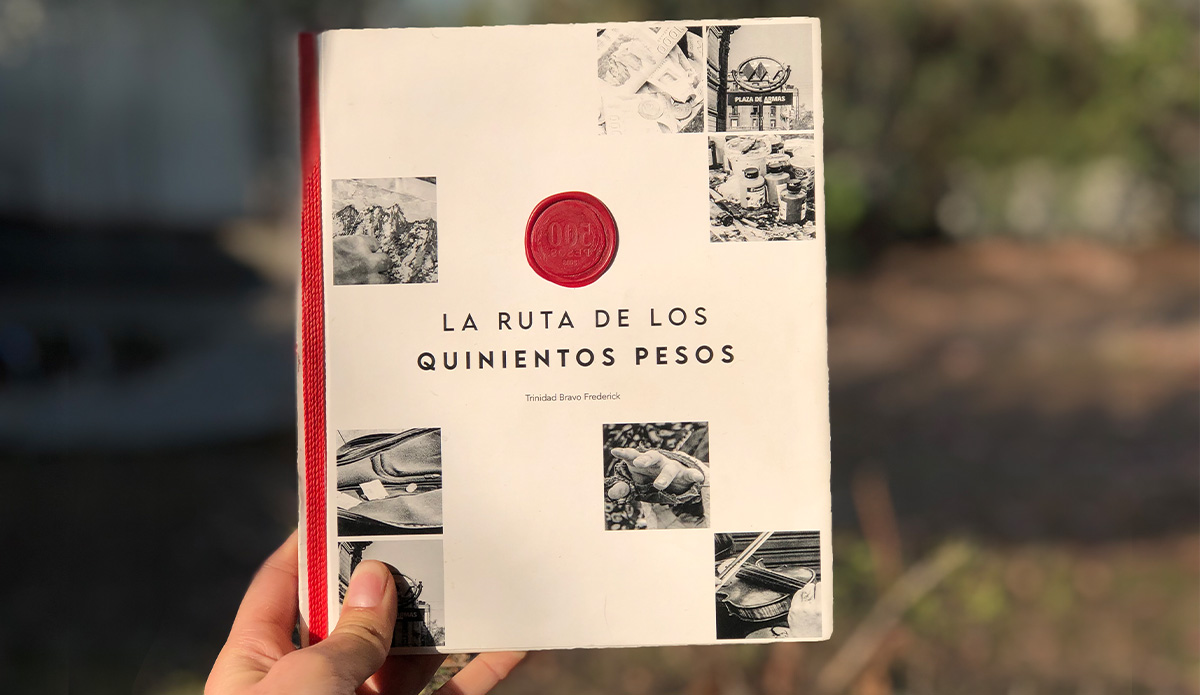 PLAZA DE ARMAS
LA RUTA DE LOS
QUINIENTOS PESOS
Trinidad Bravo Frederick